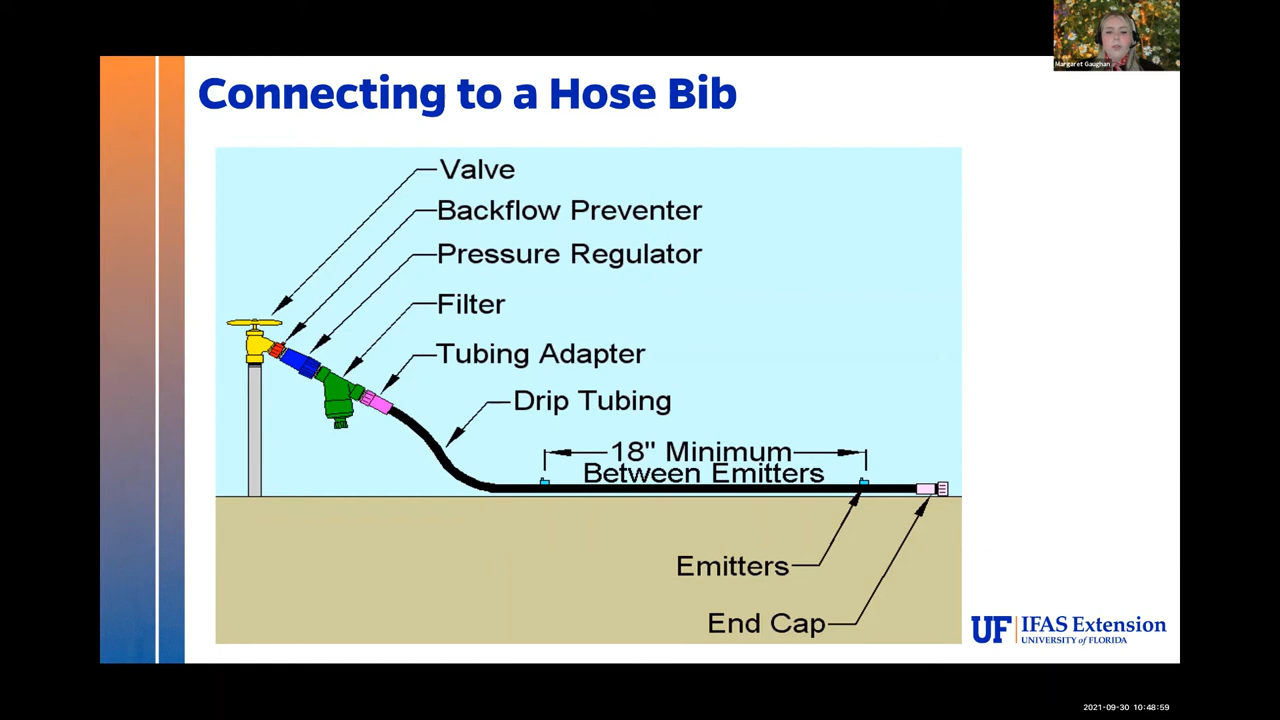 Margaret Gaughan
Connecting to a Hose Bib
Valve
Backflow Preventer
Pressure Regulator
Filter
Tubing Adapter
Drip Tubing
18" Minimum
Between Emitters
Emitters
End Cap
UF IFAS Extension
UNIVERSITY of FLORIDA
2021-09-30 10:48:59